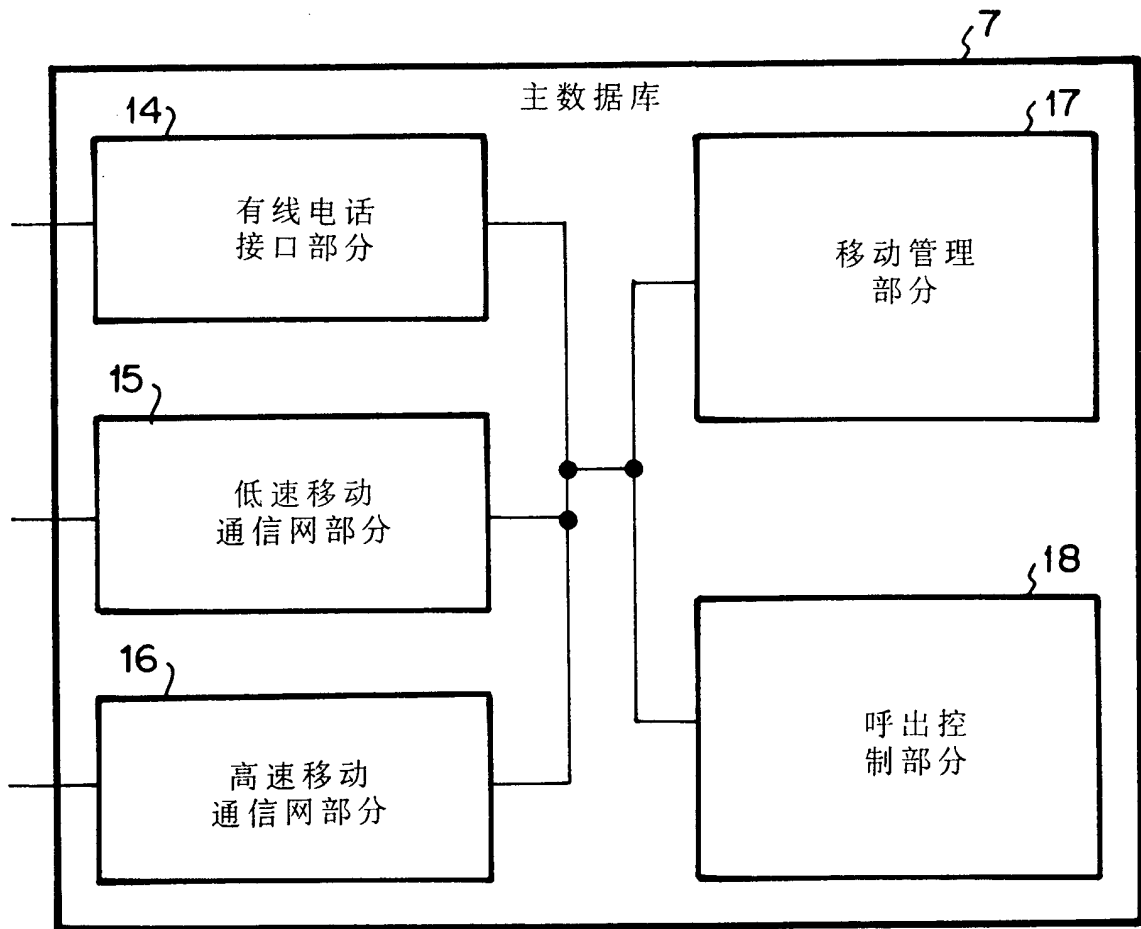 7
主数据库
14
有线电话
接口部分
17
移动管理
部分
15
低速移动
通信网部分
18
呼出控
制部分
16
高速移动
通信网部分